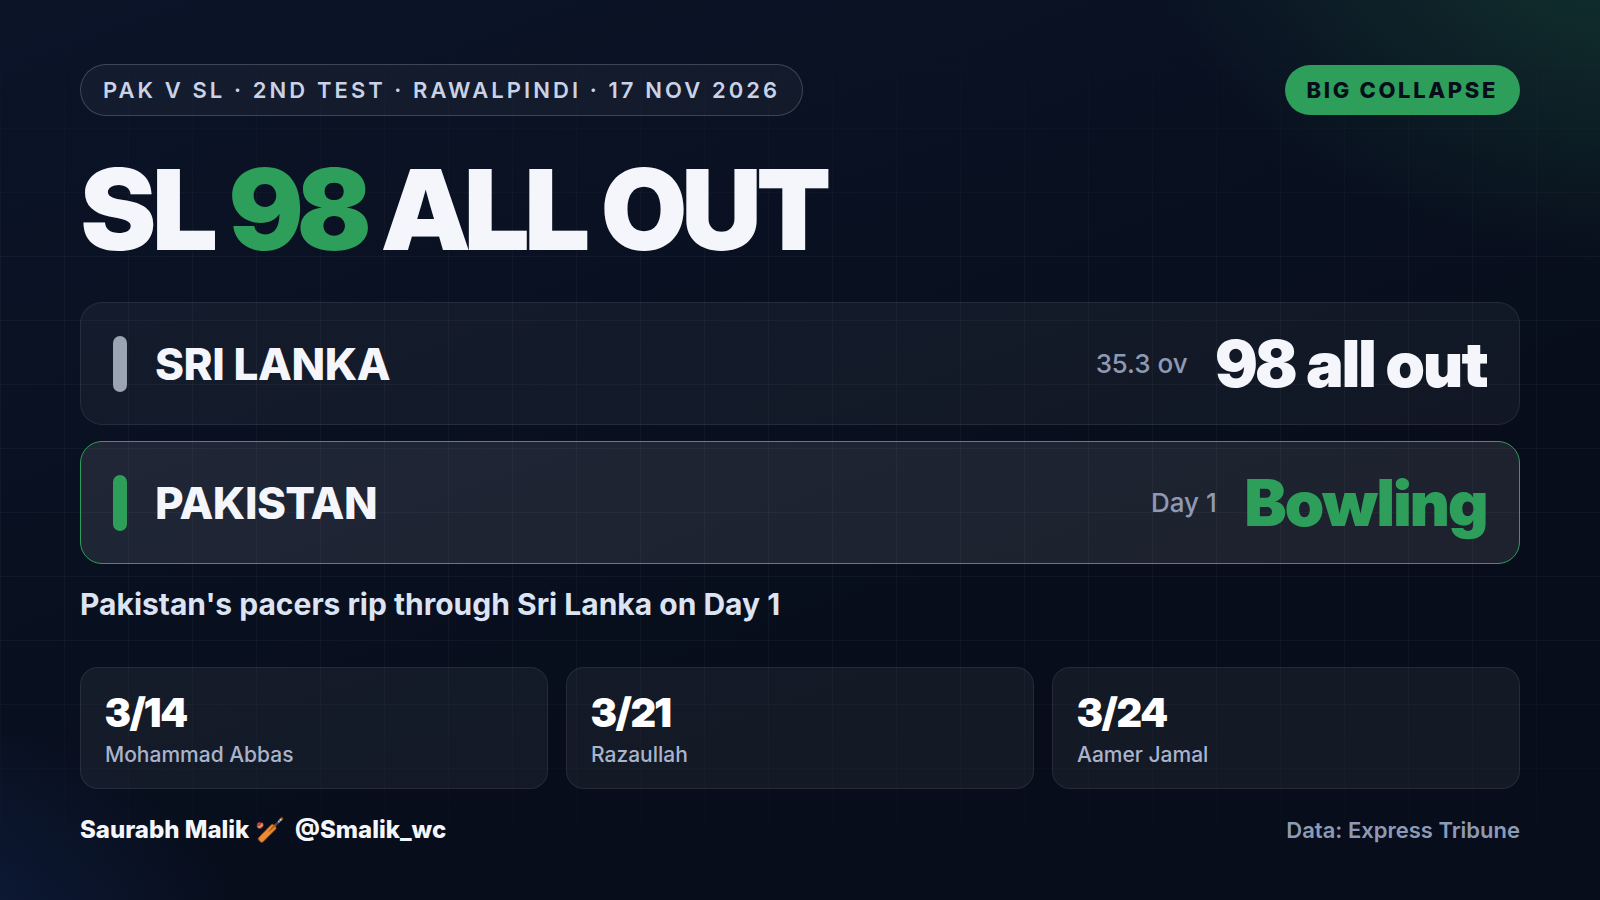 PAK V SL · 2ND TEST · RAWALPINDI · 17 NOV 2026
BIG COLLAPSE
SL 98 ALL OUT
SRI LANKA 35.3 ov 98 all out
PAKISTAN Day 1 Bowling
Pakistan's pacers rip through Sri Lanka on Day 1
3/14
Mohammad Abbas
3/21
Razaullah
3/24
Aamer Jamal
Saurabh Malik 🏏 @Smalik_wc
Data: Express Tribune